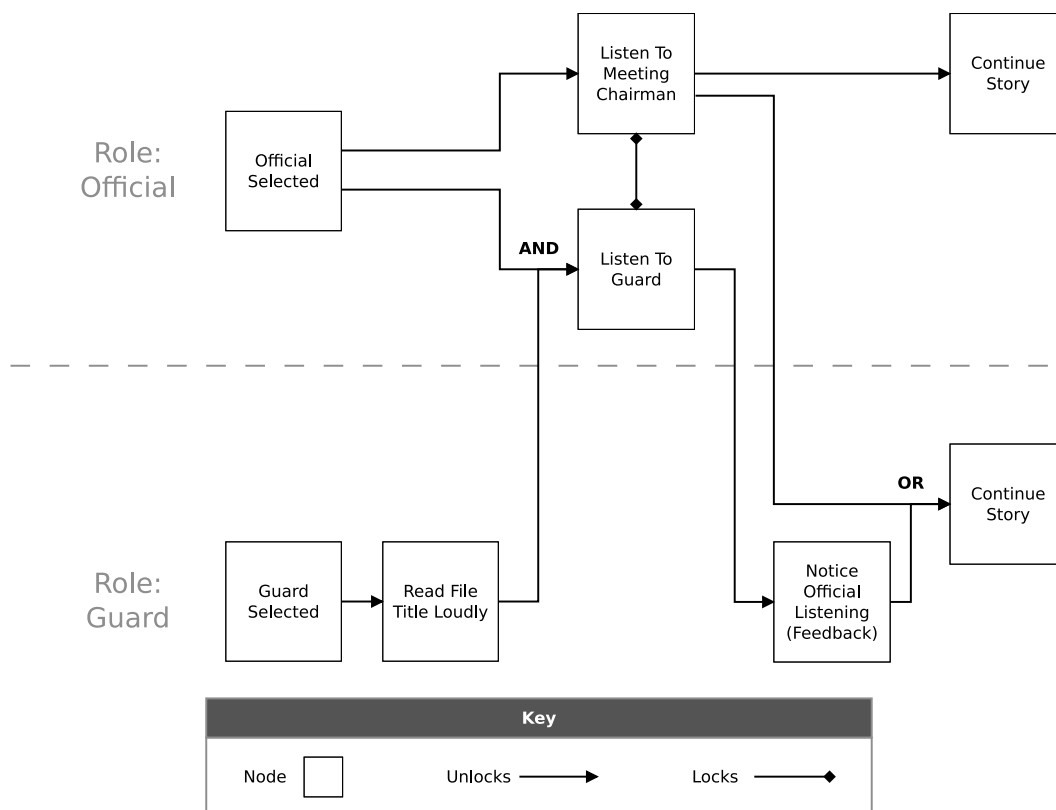 Role:
Official
Official
Selected
Listen To
Meeting
Chairman
Continue
Story
AND
Listen To
Guard
Role:
Guard
Guard
Selected
Read File
Title Loudly
OR
Continue
Story
Notice
Official
Listening
(Feedback)
Key
Node
Unlocks
Locks